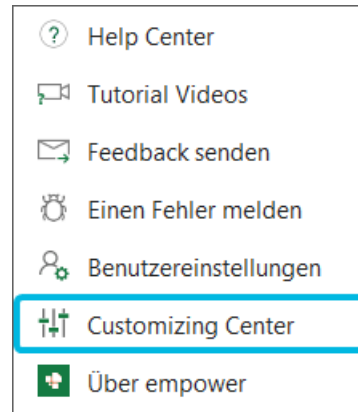 Help Center
Tutorial Videos
Feedback senden
Einen Fehler melden
Benutzereinstellungen
Customizing Center
Über empower